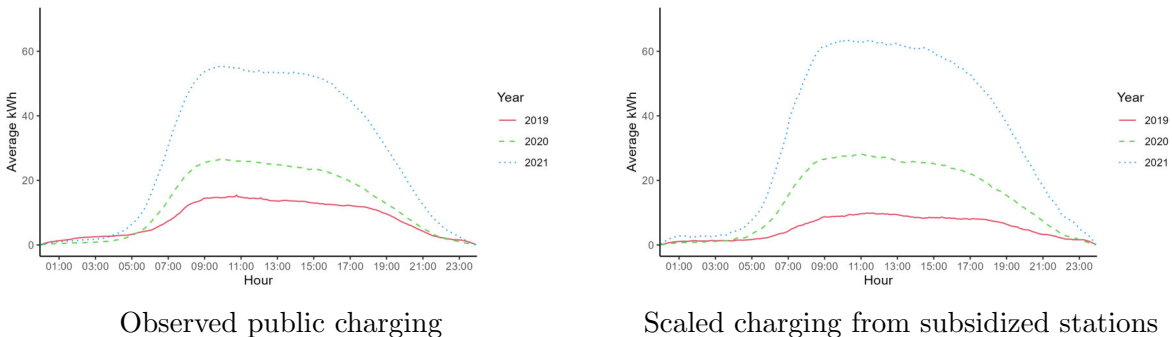 Average kWh
60
40
20
0
01:00 03:00 05:00 07:00 09:00 11:00 13:00 15:00 17:00 19:00 21:00 23:00
Hour
Year
2019
2020
2021
Observed public charging
Average kWh
60
40
20
0
01:00 03:00 05:00 07:00 09:00 11:00 13:00 15:00 17:00 19:00 21:00 23:00
Hour
Year
2019
2020
2021
Scaled charging from subsidized stations